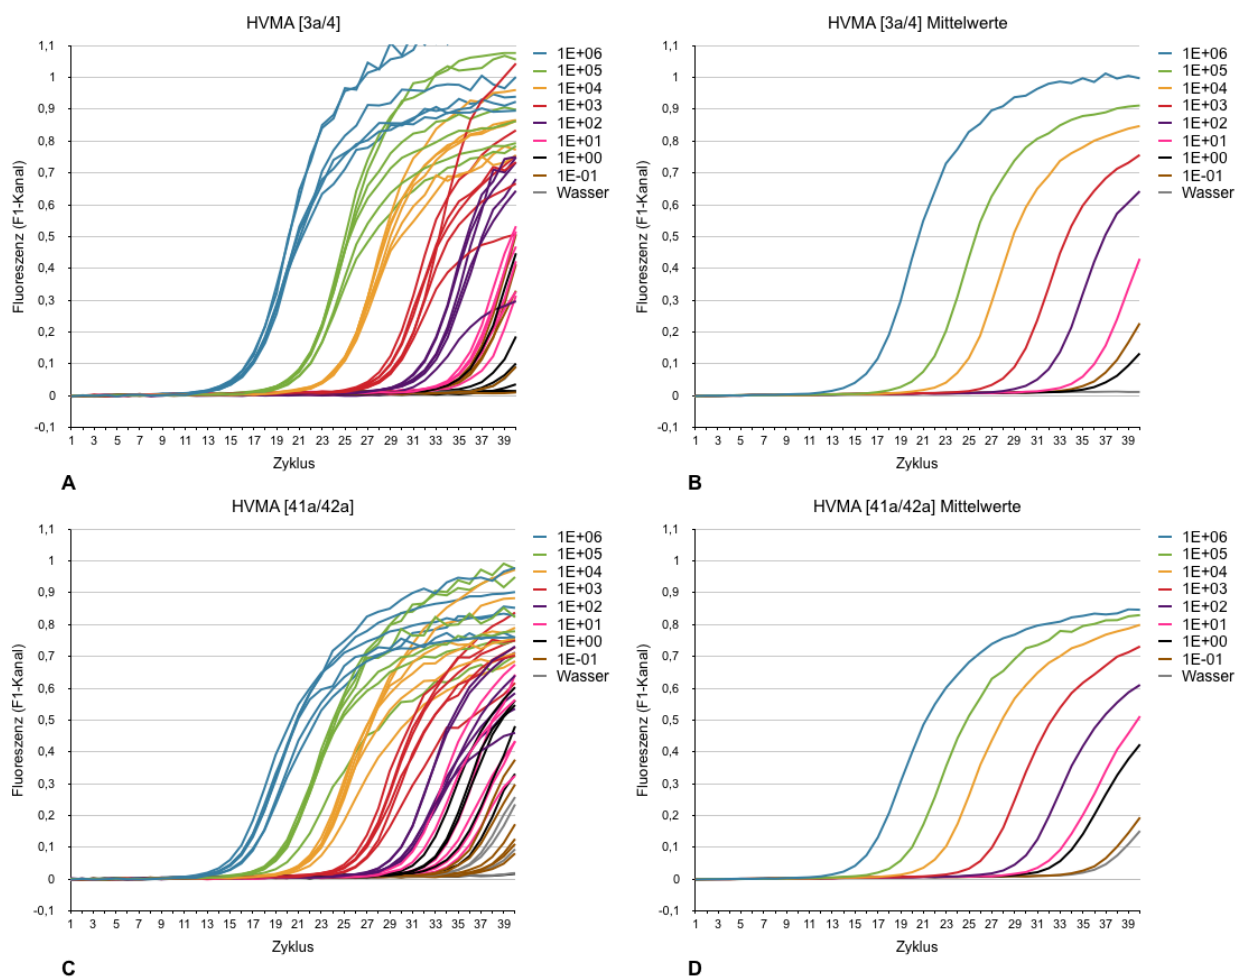 HVMA [3a/4]
1,1
1
0,9
0,8
0,7
0,6
0,5
0,4
0,3
0,2
0,1
0
-0,1
Fluoreszenz (F1-Kanal)
1 3 5 7 9 11 13 15 17 19 21 23 25 27 29 31 33 35 37 39
Zyklus
1E+06
1E+05
1E+04
1E+03
1E+02
1E+01
1E+00
1E-01
Wasser
A
HVMA [3a/4] Mittelwerte
1,1
1
0,9
0,8
0,7
0,6
0,5
0,4
0,3
0,2
0,1
0
-0,1
Fluoreszenz (F1-Kanal)
1 3 5 7 9 11 13 15 17 19 21 23 25 27 29 31 33 35 37 39
Zyklus
1E+06
1E+05
1E+04
1E+03
1E+02
1E+01
1E+00
1E-01
Wasser
B
HVMA [41a/42a]
1,1
1
0,9
0,8
0,7
0,6
0,5
0,4
0,3
0,2
0,1
0
-0,1
Fluoreszenz (F1-Kanal)
1 3 5 7 9 11 13 15 17 19 21 23 25 27 29 31 33 35 37 39
Zyklus
1E+06
1E+05
1E+04
1E+03
1E+02
1E+01
1E+00
1E-01
Wasser
C
HVMA [41a/42a] Mittelwerte
1,1
1
0,9
0,8
0,7
0,6
0,5
0,4
0,3
0,2
0,1
0
-0,1
Fluoreszenz (F1-Kanal)
1 3 5 7 9 11 13 15 17 19 21 23 25 27 29 31 33 35 37 39
Zyklus
1E+06
1E+05
1E+04
1E+03
1E+02
1E+01
1E+00
1E-01
Wasser
D